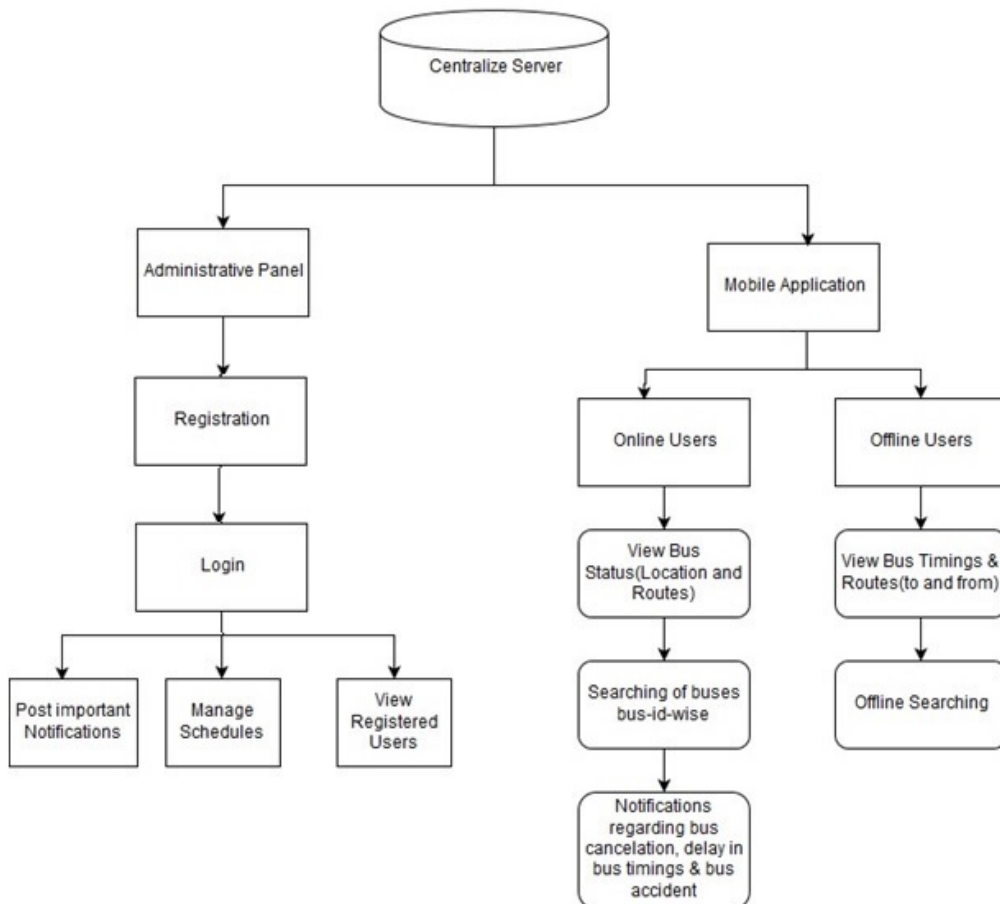 Centralize Server
Administrative Panel
Mobile Application
Registration
Online Users
Offline Users
Login
View Bus
Status(Location and
Routes)
View Bus Timings &
Routes(to and from)
Post important
Notifications
Manage
Schedules
View
Registered
Users
Searching of buses
bus-id-wise
Offline Searching
Notifications
regarding bus
cancelation, delay in
bus timings & bus
accident